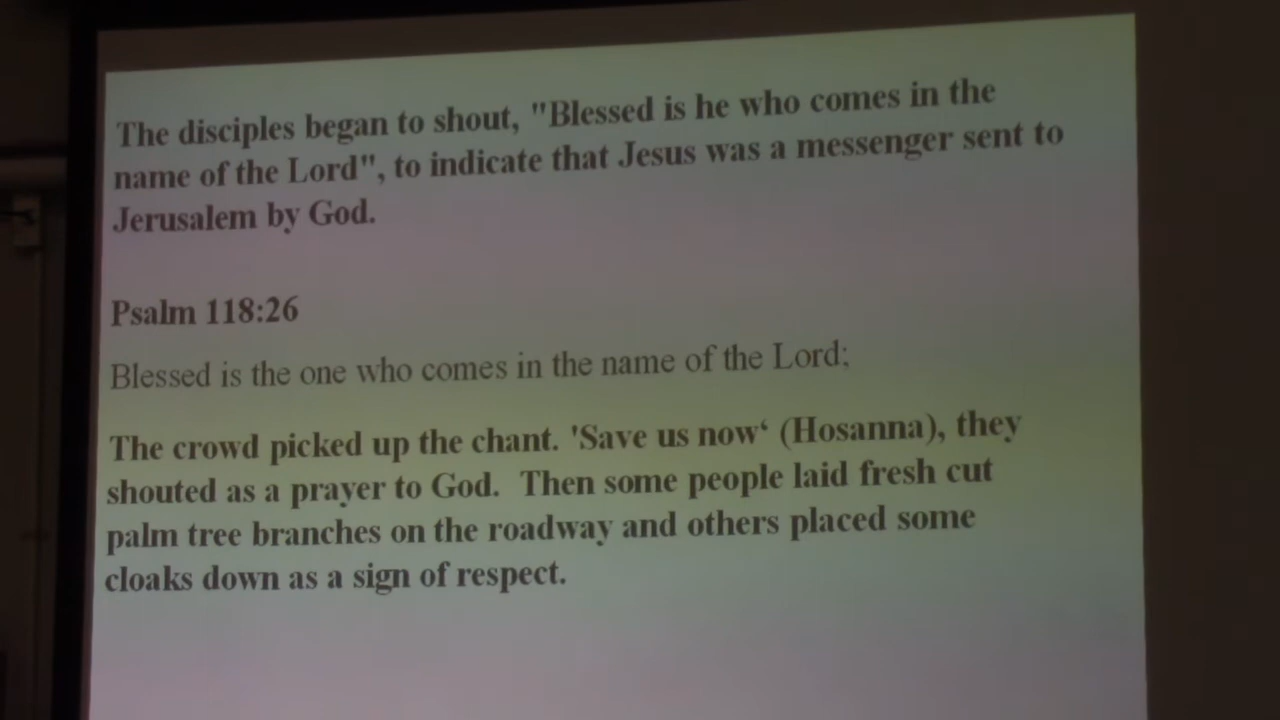 The disciples began to shout, "Blessed is he who comes in the
name of the Lord", to indicate that Jesus was a messenger sent to
Jerusalem by God.
Psalm 118:26
Blessed is the one who comes in the name of the Lord;
The crowd picked up the chant. 'Save us now‘ (Hosanna), they
shouted as a prayer to God.  Then some people laid fresh cut
palm tree branches on the roadway and others placed some
cloaks down as a sign of respect.